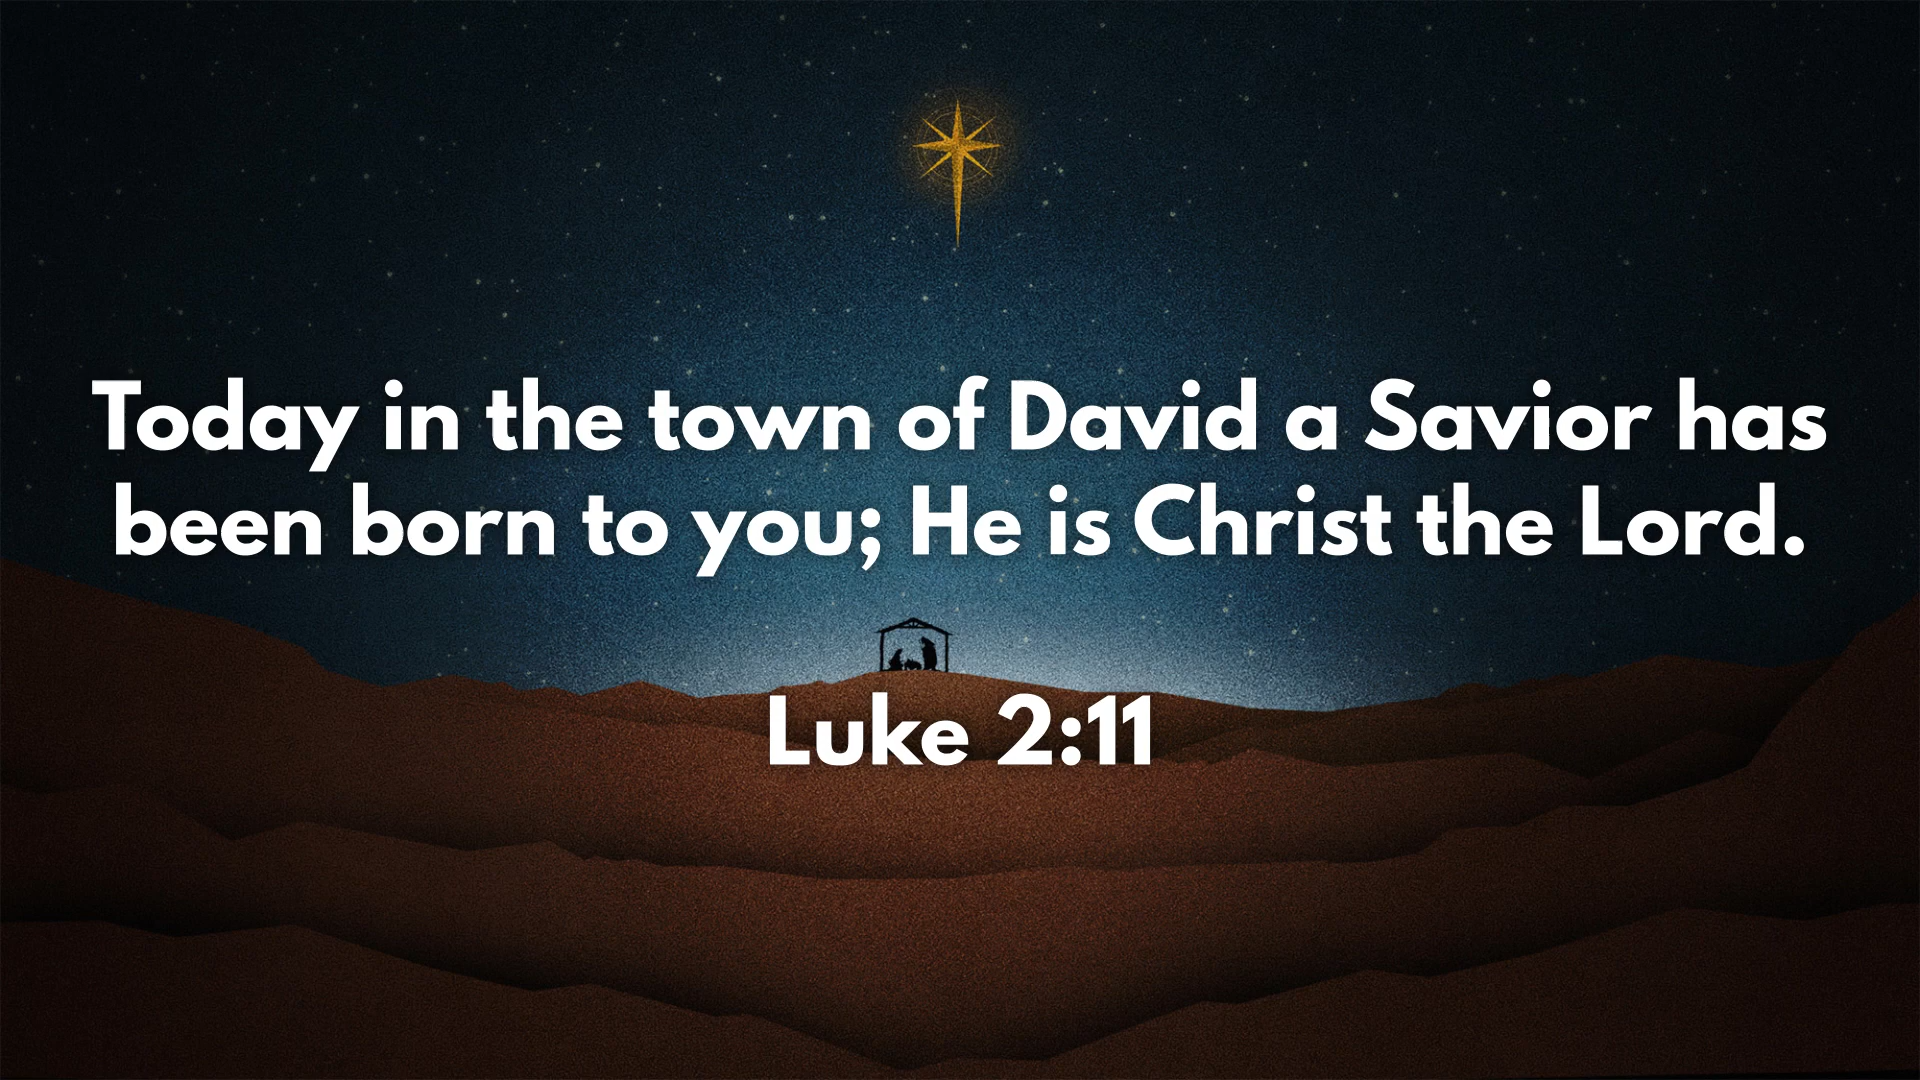 Today in the town of David a Savior has
been born to you; He is Christ the Lord.
Luke 2:11